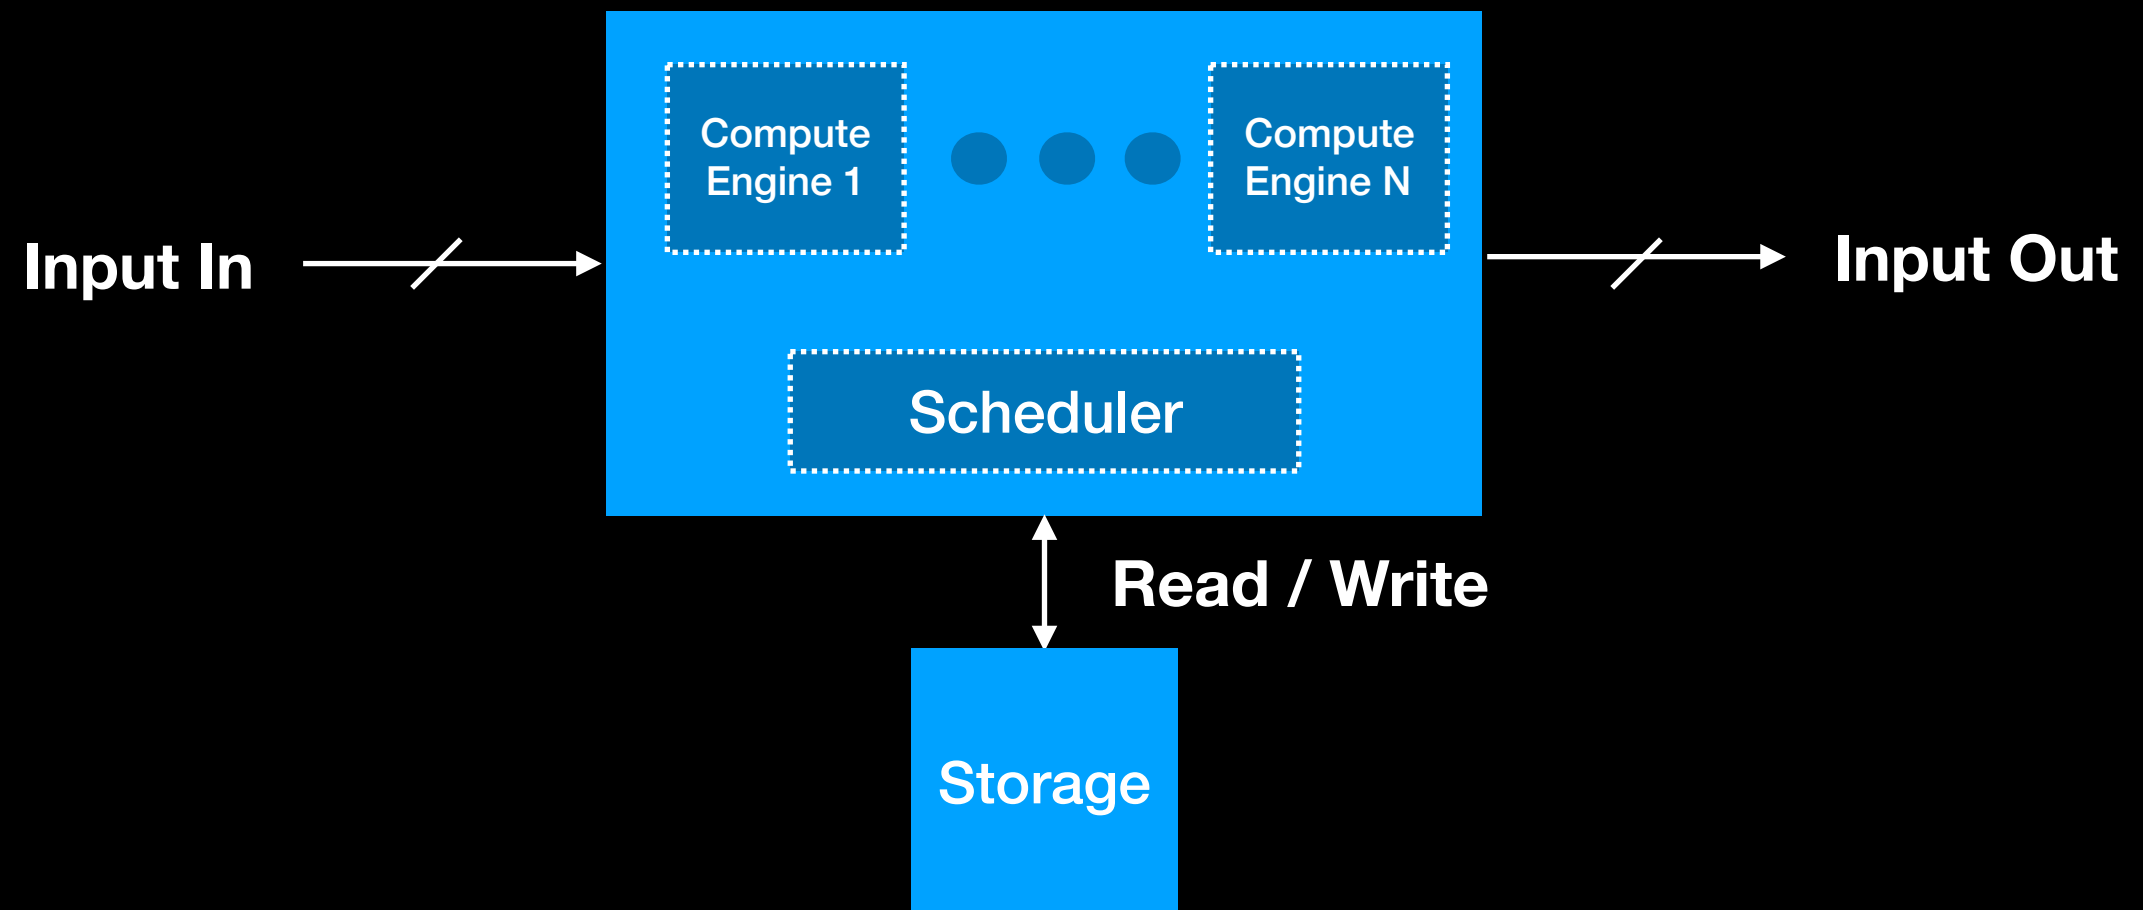 Compute
Engine 1
Compute
Engine N
Input In
Input Out
Scheduler
Read / Write
Storage